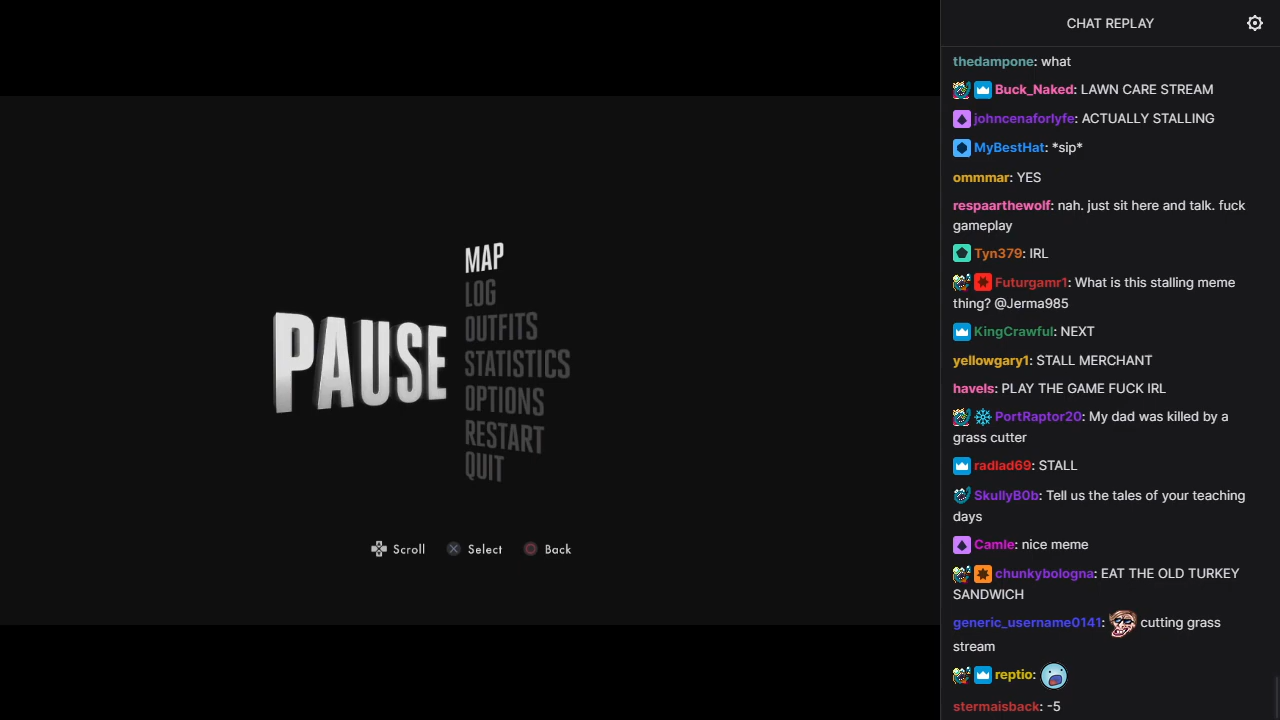 CHAT REPLAY
thedampone: what
Buck_Naked: LAWN CARE STREAM
johncenaforlyfe: ACTUALLY STALLING
MyBestHat: *sip*
ommmar: YES
respaarthewolf: nah. just sit here and talk. fuck
gameplay
Tyn379: IRL
Futurgamr1: What is this stalling meme
thing? @Jerma985
KingCrawful: NEXT
yellowgary1: STALL MERCHANT
havels: PLAY THE GAME FUCK IRL
PortRaptor20: My dad was killed by a
grass cutter
radlad69: STALL
SkullyB0b: Tell us the tales of your teaching
days
Camle: nice meme
chunkybologna: EAT THE OLD TURKEY
SANDWICH
generic_username0141: cutting grass
stream
reptio:
stermaisback: -5
PAUSE
MAP
LOG
OUTFITS
STATISTICS
OPTIONS
RESTART
QUIT
Scroll Select Back